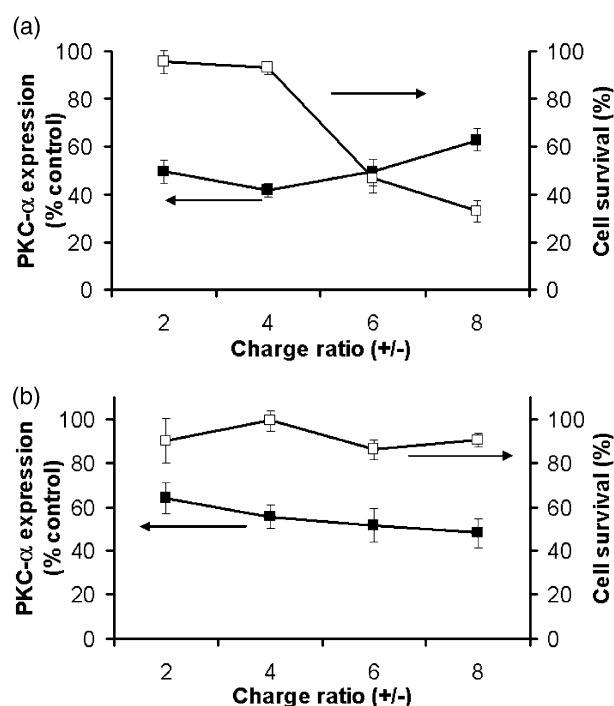 (a)
PKC-α expression
(% control)
100
80
60
40
20
0
100
80
60
40
20
0
Cell survival (%)
2 4 6 8
Charge ratio (+/-)
(b)
PKC-α expression
(% control)
100
80
60
40
20
0
100
80
60
40
20
0
Cell survival (%)
2 4 6 8
Charge ratio (+/-)